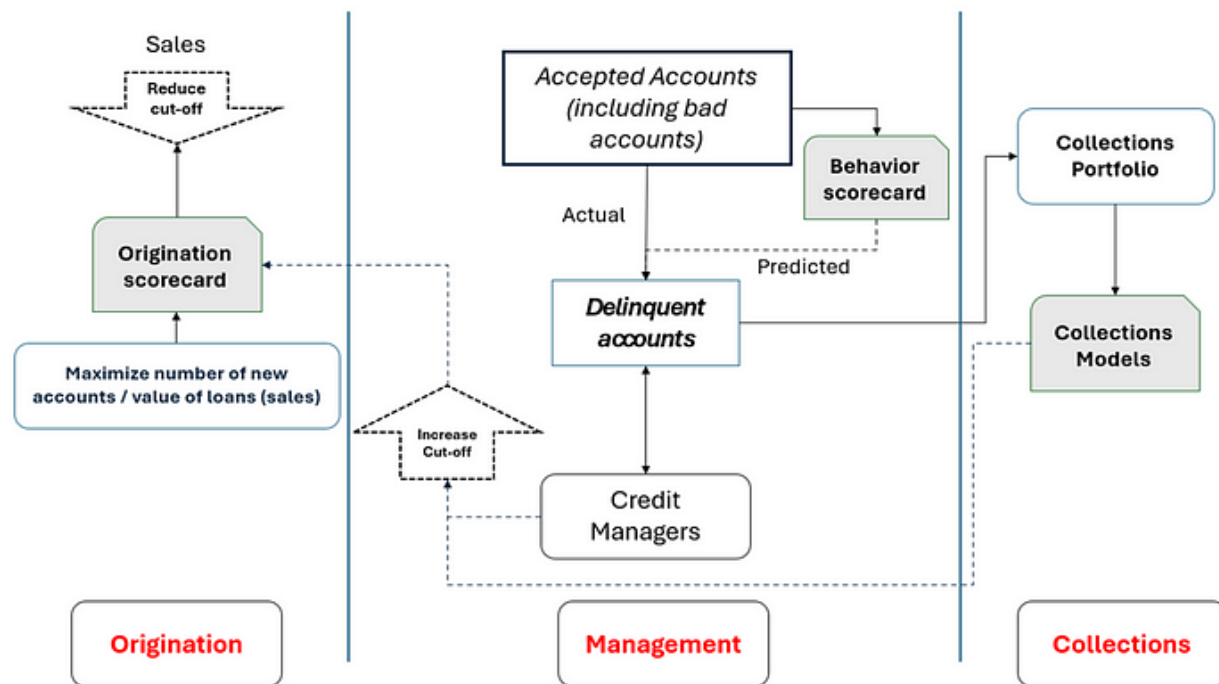 Sales
Reduce
cut-off
Origination
scorecard
Maximize number of new
accounts / value of loans (sales)
Origination
Accepted Accounts
(including bad
accounts)
Behavior
scorecard
Actual
Predicted
Delinquent
accounts
Increase
Cut-off
Credit
Managers
Management
Collections
Portfolio
Collections
Models
Collections